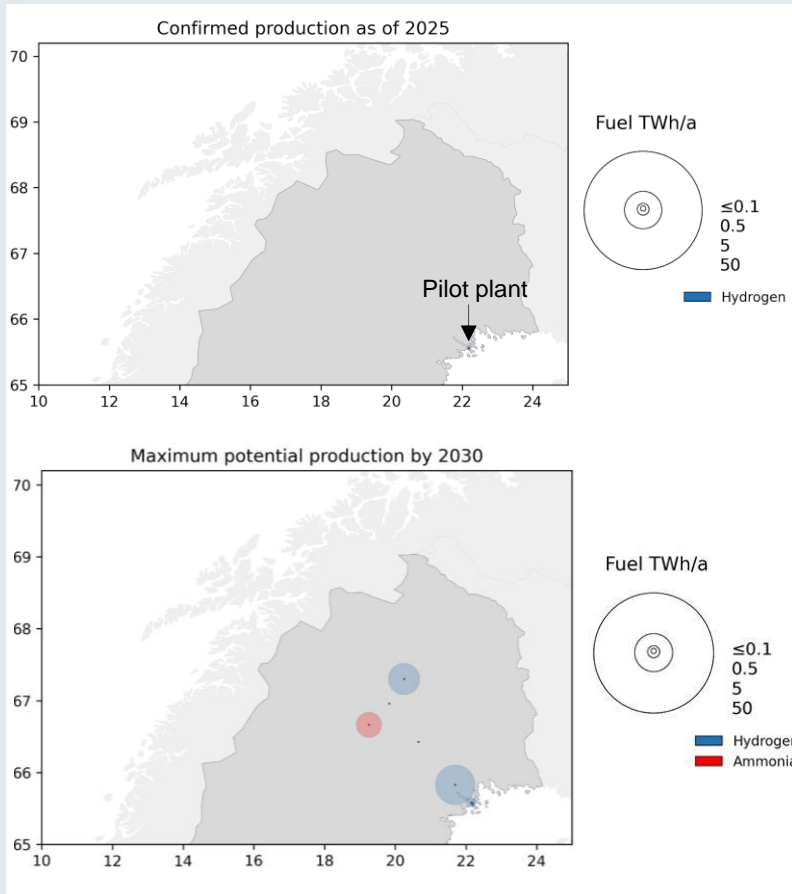 Confirmed production as of 2025
70
69
68
67
66
65
10 12 14 16 18 20 22 24
Pilot plant
Fuel TWh/a
≤0.1
0.5
5
50
Hydrogen
Maximum potential production by 2030
70
69
68
67
66
65
10 12 14 16 18 20 22 24
Fuel TWh/a
≤0.1
0.5
5
50
Hydrogen
Ammonia